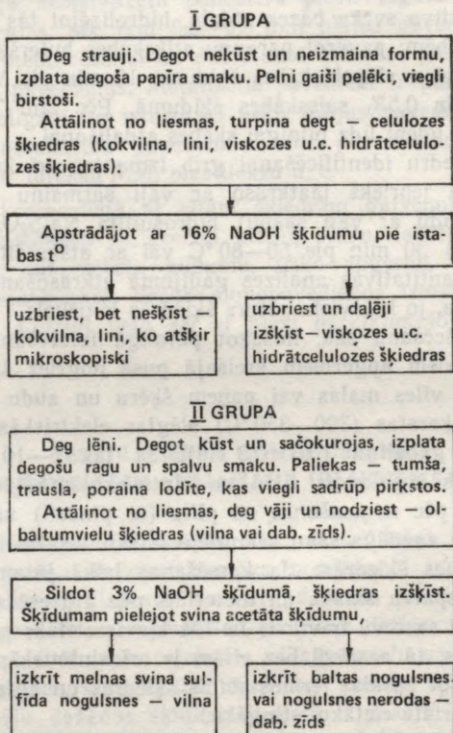 I GRUPA
Deg strauji. Degot nekūst un neizmaina formu,
izplata degoša papīra smaku. Pelni gaiši pelēki, viegli
birstoši.
Attālinot no liesmas, turpina degt – celulozes
šķiedras (kokvilna, lini, viskozes u.c. hidrātcelulo-
zes šķiedras).
Apstrādājot ar 16% NaOH šķīdumu pie ista-
bas tº
uzbriest, bet nešķīst –
kokvilna, lini, ko atšķir
mikroskopiski
uzbriest un daļēji
izšķīst – viskozes u.c.
hidrātcelulozes šķiedras
II GRUPA
Deg lēni. Degot kūst un sačokurojas, izplata
degošu ragu un spalvu smaku. Paliekas – tumša,
trausla, poraina lodīte, kas viegli sadrūp pirkstos.
Attālinot no liesmas, deg vāji un nodziest – ol-
baltumvielu šķiedras (vilna vai dab. zīds).
Sildot 3% NaOH šķīdumā, šķiedras izšķīst.
Šķīdumam pielejot svina acetāta šķīdumu,
izkrīt melnas svina sul-
fīda nogulsnes – vilna
izkrīt baltas nogulsnes
vai nogulsnes nerodas –
dab. zīds